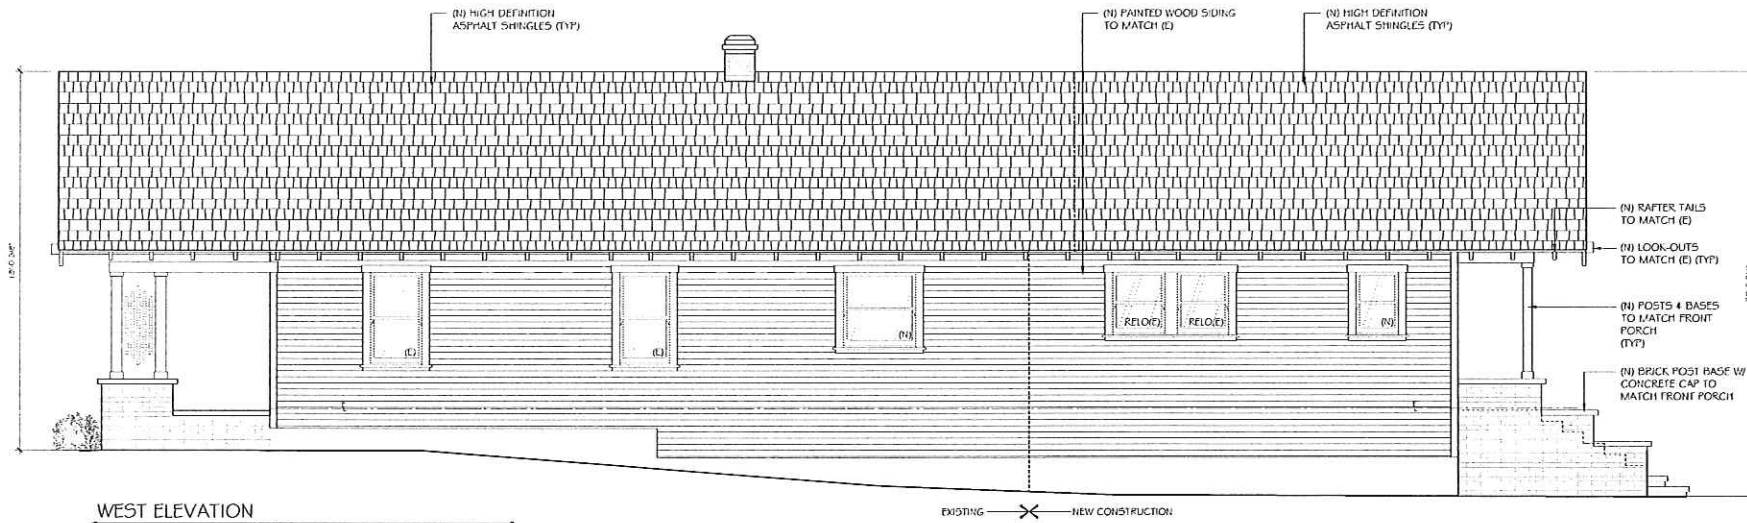 (N) HIGH DEFINITION
ASPHALT SHINGLES (TYP)
(N) PAINTED WOOD SIDING
TO MATCH (E)
(N) HIGH DEFINITION
ASPHALT SHINGLES (TYP)
(N) RAFTER TAILS
TO MATCH (E)
(N) LOOK-OUTS
TO MATCH (E) (TYP)
(N) POSTS & BASES
TO MATCH FRONT
PORCH
(TYP)
(N) BRICK POST BASE W/
CONCRETE CAP TO
MATCH FRONT PORCH
(E)
(E)
(N)
RELO(E)
RELO(E)
(N)
WEST ELEVATION
EXISTING
NEW CONSTRUCTION